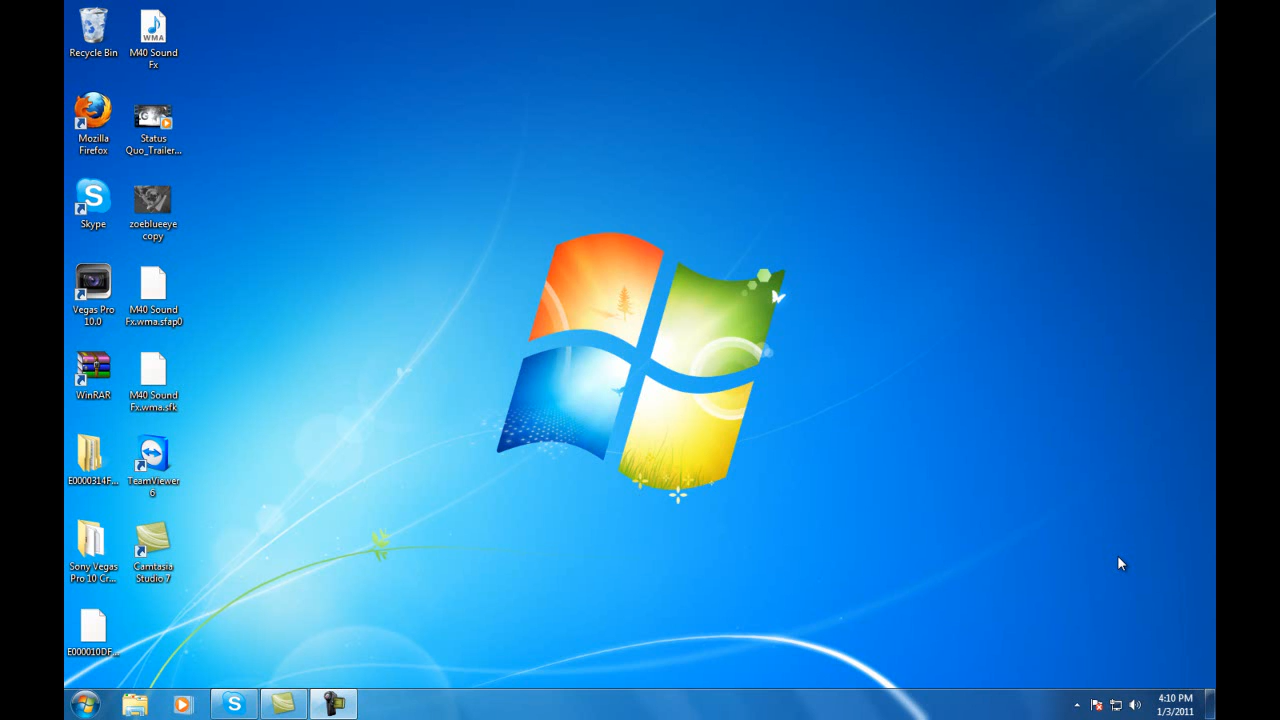 Recycle Bin
M40 Sound
Fx
WMA
Mozilla
Firefox
Status
Quo_Trailer...
Skype
zoeblueeye
copy
Vegas Pro
10.0
M40 Sound
Fx.wma.sfap0
WinRAR
M40 Sound
Fx.wma.sfk
E0000314F...
TeamViewer
6
Sony Vegas
Pro 10 Cr...
Camtasia
Studio 7
E000010DF...
4:10 PM
1/3/2011